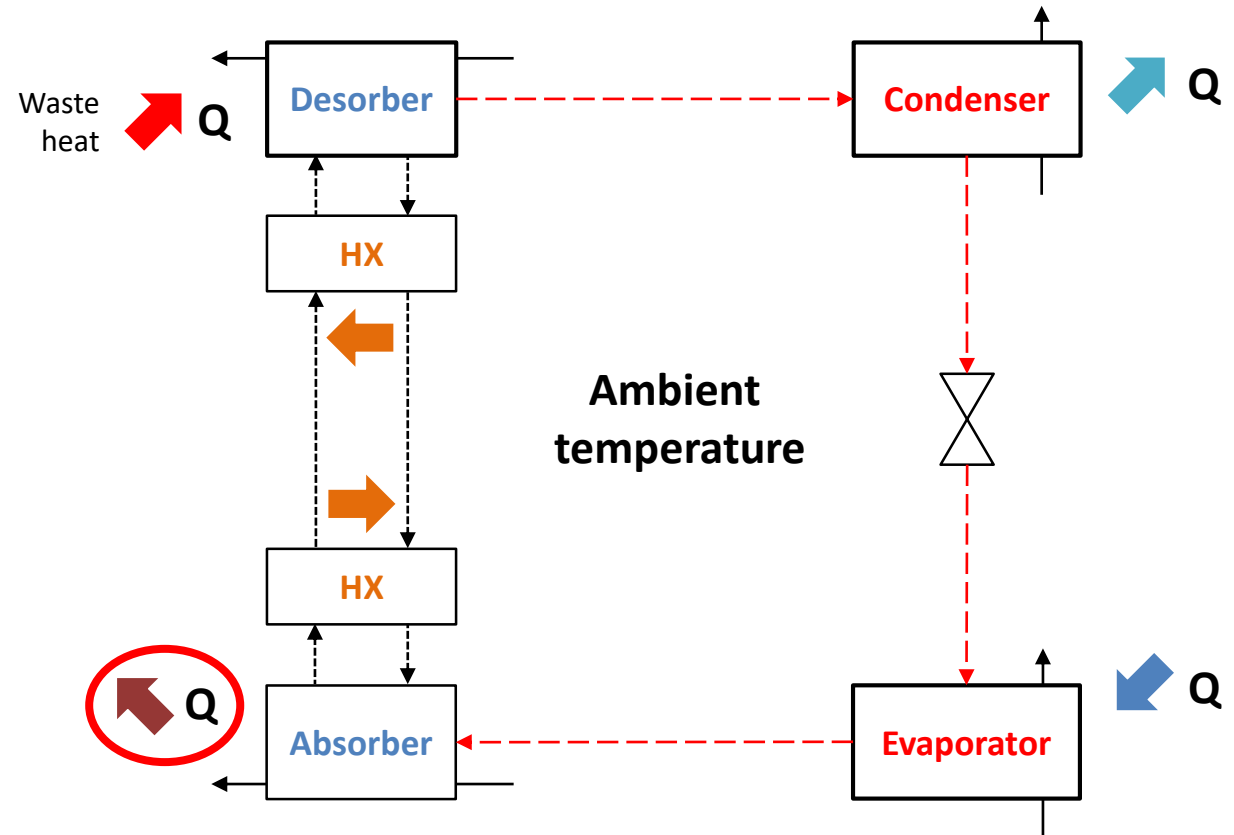 Desorber
Condenser
Waste
heat
Q
Q
HX
Ambient
temperature
HX
Q
Absorber
Evaporator
Q